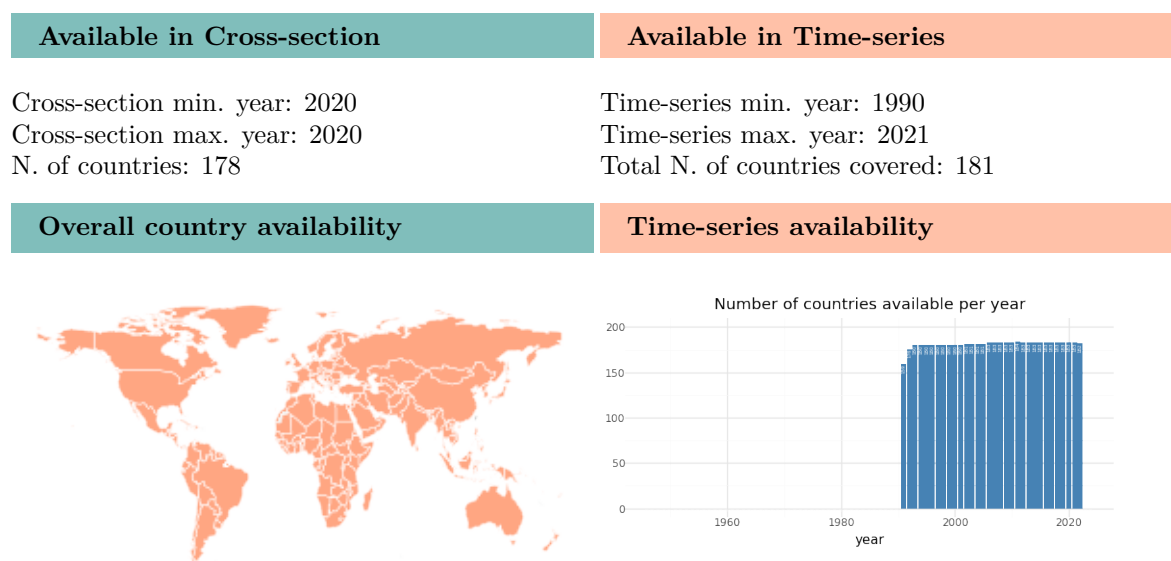 Available in Cross-section
Available in Time-series
Cross-section min. year: 2020
Cross-section max. year: 2020
N. of countries: 178
Time-series min. year: 1990
Time-series max. year: 2021
Total N. of countries covered: 181
Overall country availability
Time-series availability
Number of countries available per year
200
150
100
50
0
1960 1980 2000 2020
year